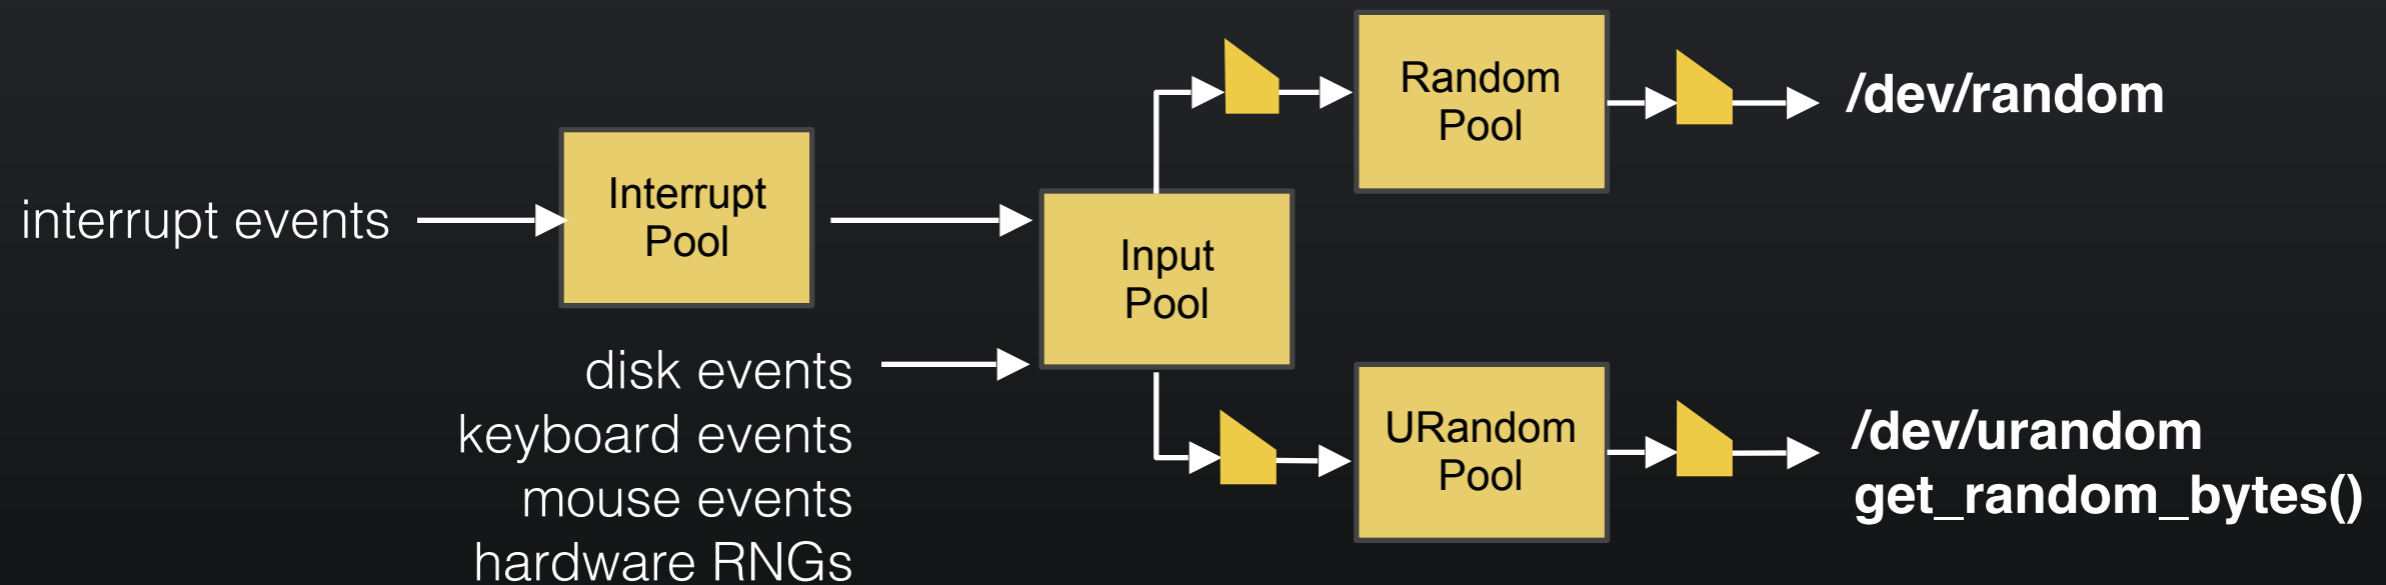 interrupt events
Interrupt
Pool
disk events
keyboard events
mouse events
hardware RNGs
Input
Pool
Random
Pool
/dev/random
URandom
Pool
/dev/urandom
get_random_bytes()